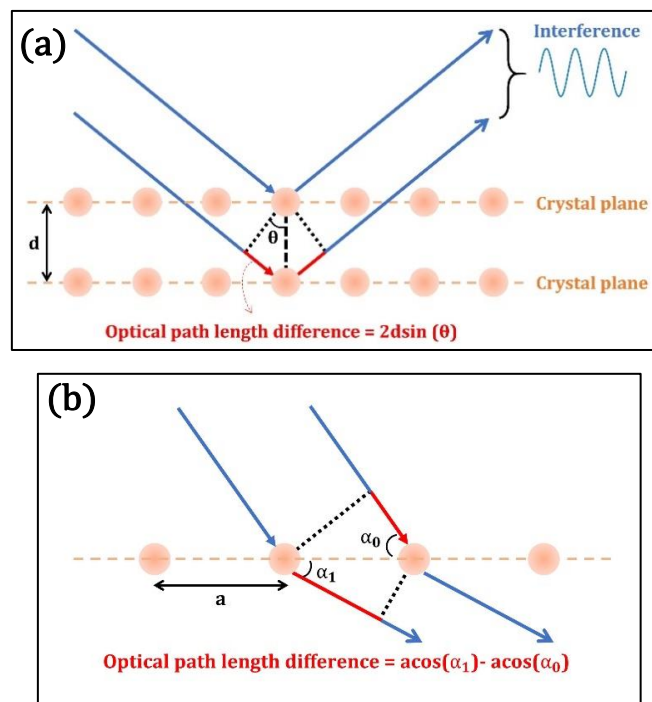 (a)
Interference
Crystal plane
d
θ
Crystal plane
Optical path length difference = 2dsin (θ)
(b)
α₀
α₁
a
Optical path length difference = acos(α₁)- acos(α₀)